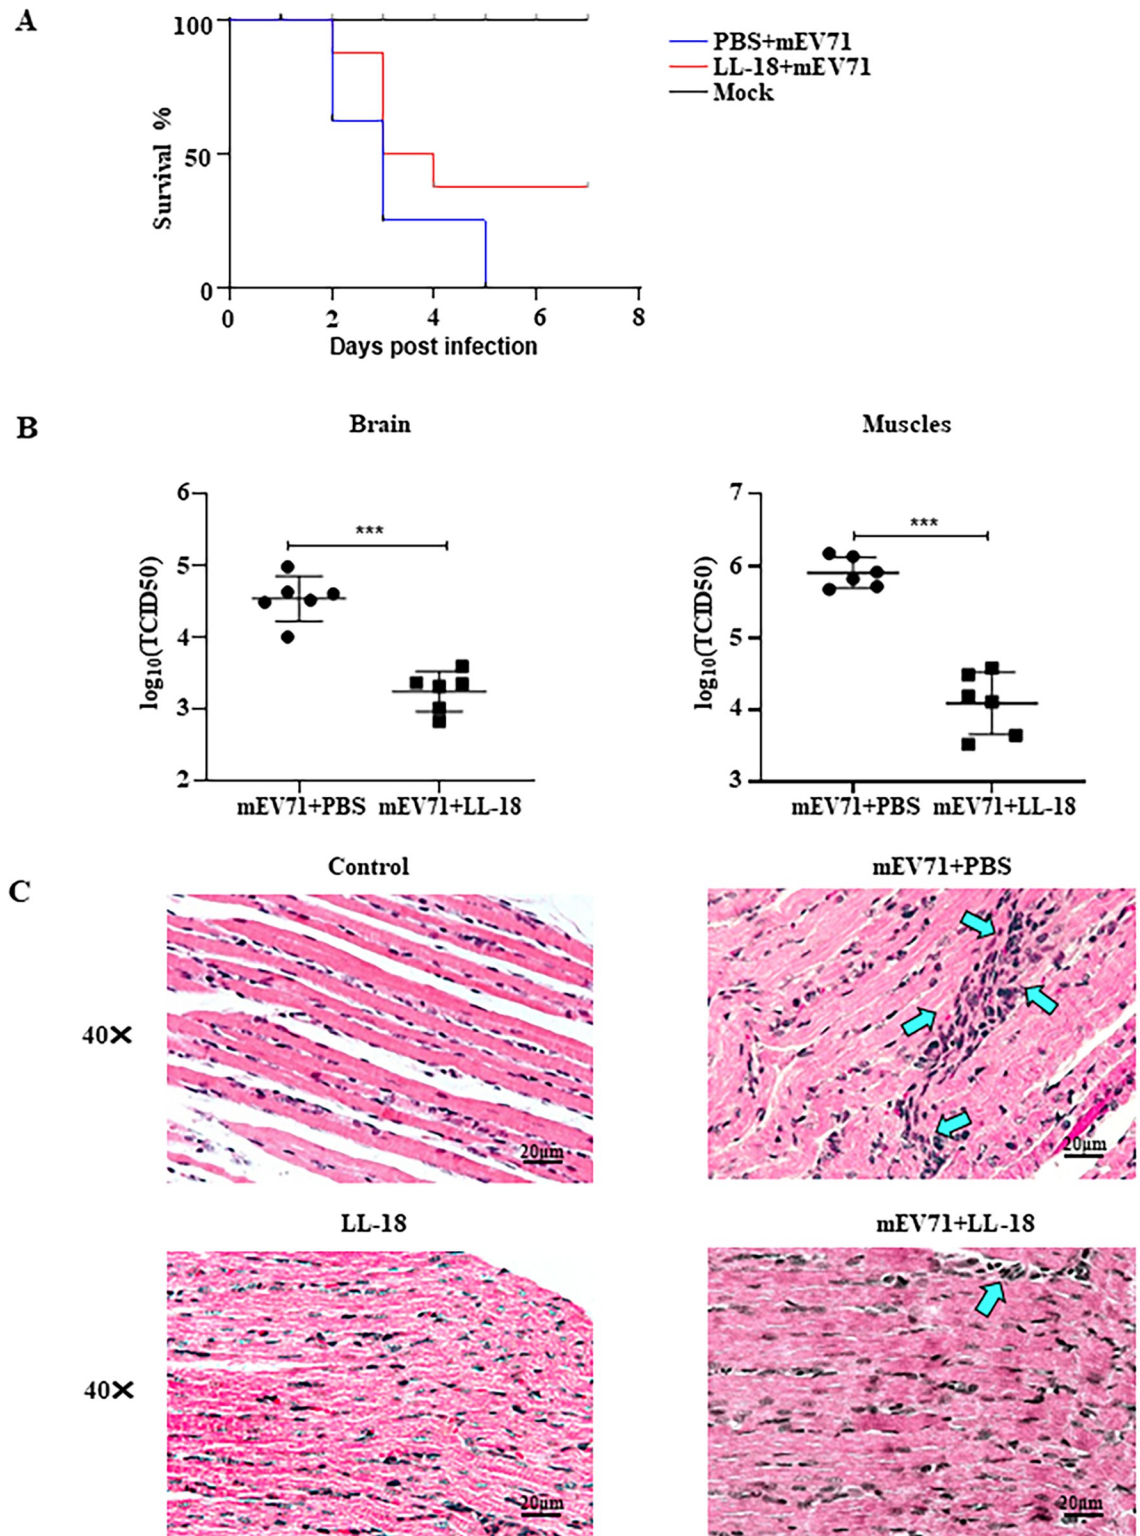 A
100
50
0
Survival %
0 2 4 6 8
Days post infection
PBS+mEV71
LL-18+mEV71
Mock
B
Brain
6
5
4
3
2
log10(TCID50)
***
mEV71+PBS mEV71+LL-18
Muscles
7
6
5
4
3
log10(TCID50)
***
mEV71+PBS mEV71+LL-18
C
Control
mEV71+PBS
40×
20μm
20μm
LL-18
mEV71+LL-18
40×
20μm
20μm